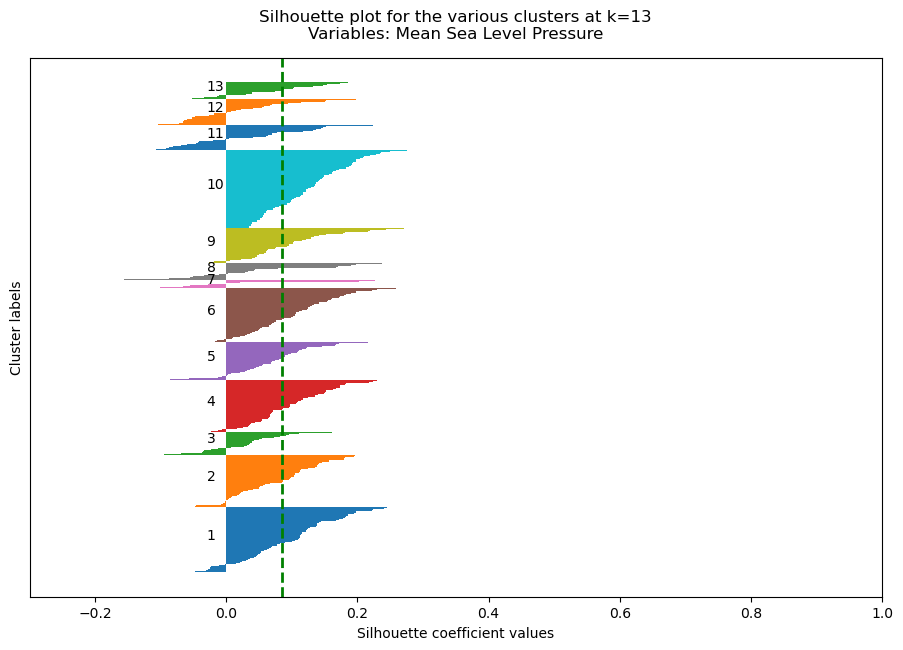 Silhouette plot for the various clusters at k=13
Variables: Mean Sea Level Pressure
13
12
11
10
9
8
7
6
5
4
3
2
1
Cluster labels
−0.2 0.0 0.2 0.4 0.6 0.8 1.0
Silhouette coefficient values